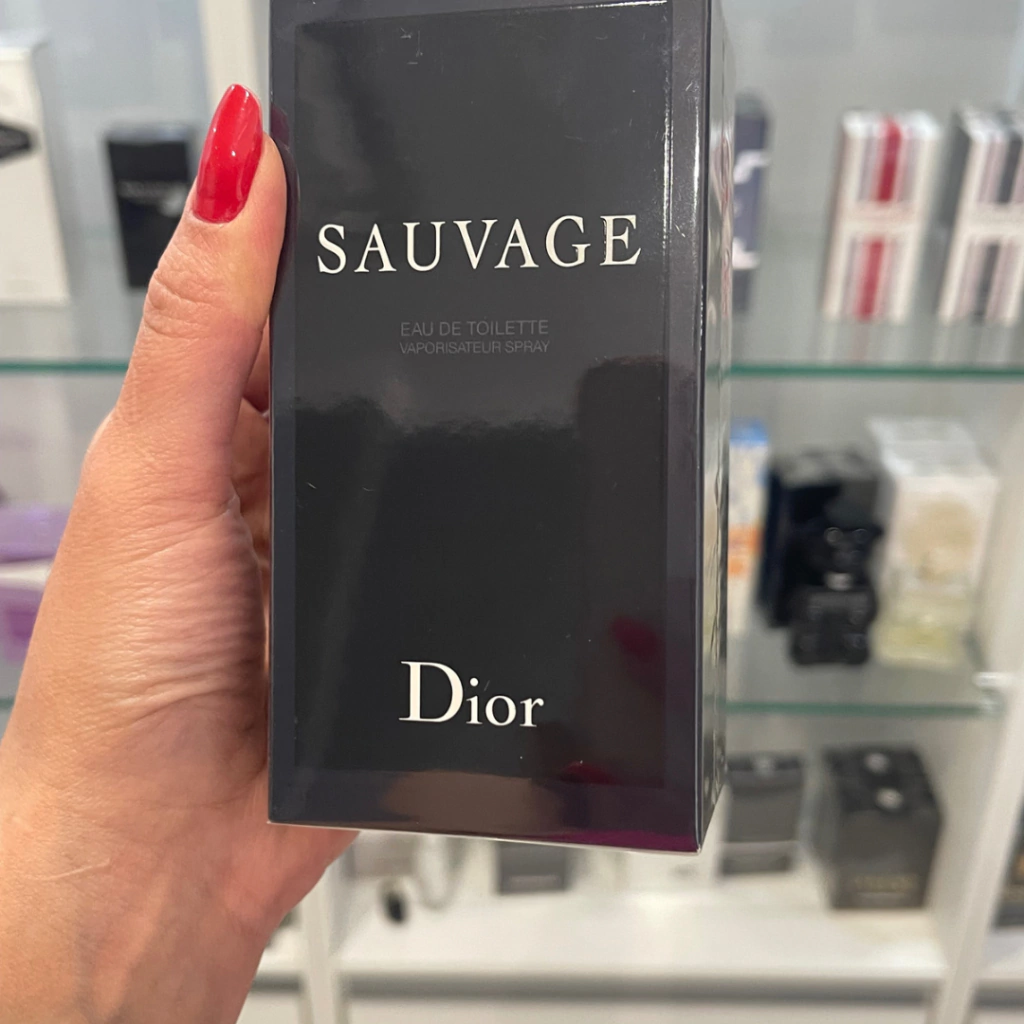 SAUVAGE
EAU DE TOILETTE
VAPORISATEUR SPRAY
Dior